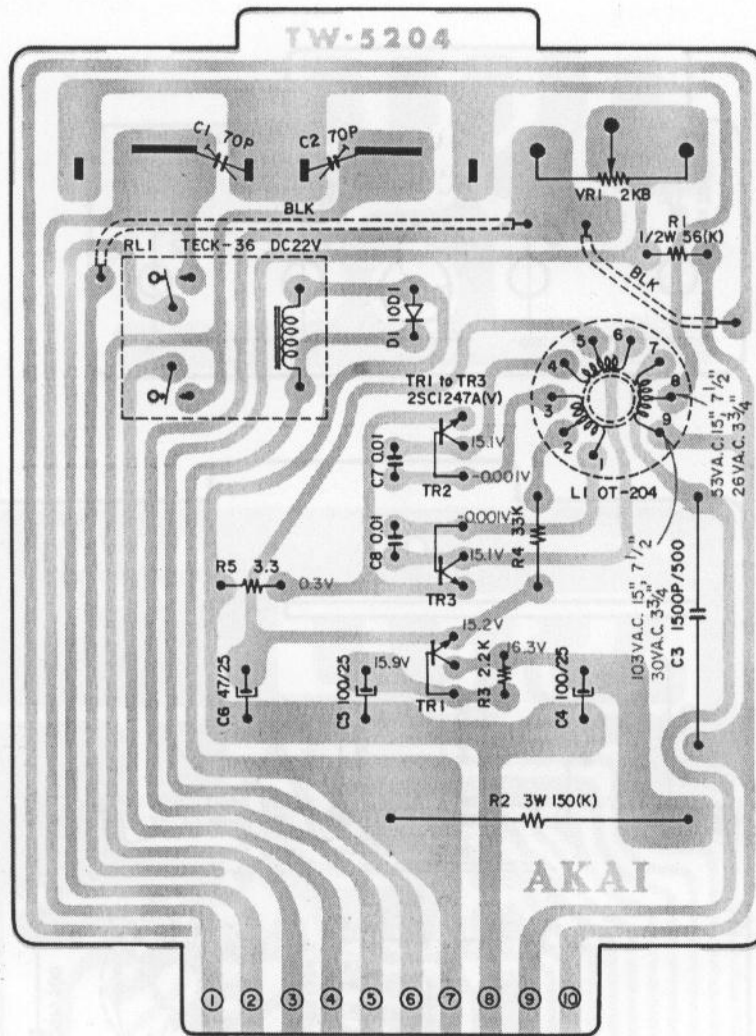 TW-5204
C1 70P
C2 70P
VR1 2KB
BLK
R1
1/2W 56(K)
RL1 TECK-36 DC22V
BLK
D1 10D1
5
6
4
7
3
8
2
9
1
TR1 to TR3
2SC1247A(V)
15.1V
C7 0.01
-0.001V
TR2
L1 OT-204
53VA.C. 15", 7 1/2"
26VA.C. 3 3/4"
-0.001V
C8 0.01
R4 33K
15.1V
R5 3.3
0.3V
TR3
103VA.C. 15", 7 1/2"
30VA.C. 3 3/4"
C3 1500P/500
15.2V
16.3V
15.9V
R3 2.2K
C6 47/25
C5 100/25
TR1
C4 100/25
R2 3W 150(K)
AKAI
1 2 3 4 5 6 7 8 9 10